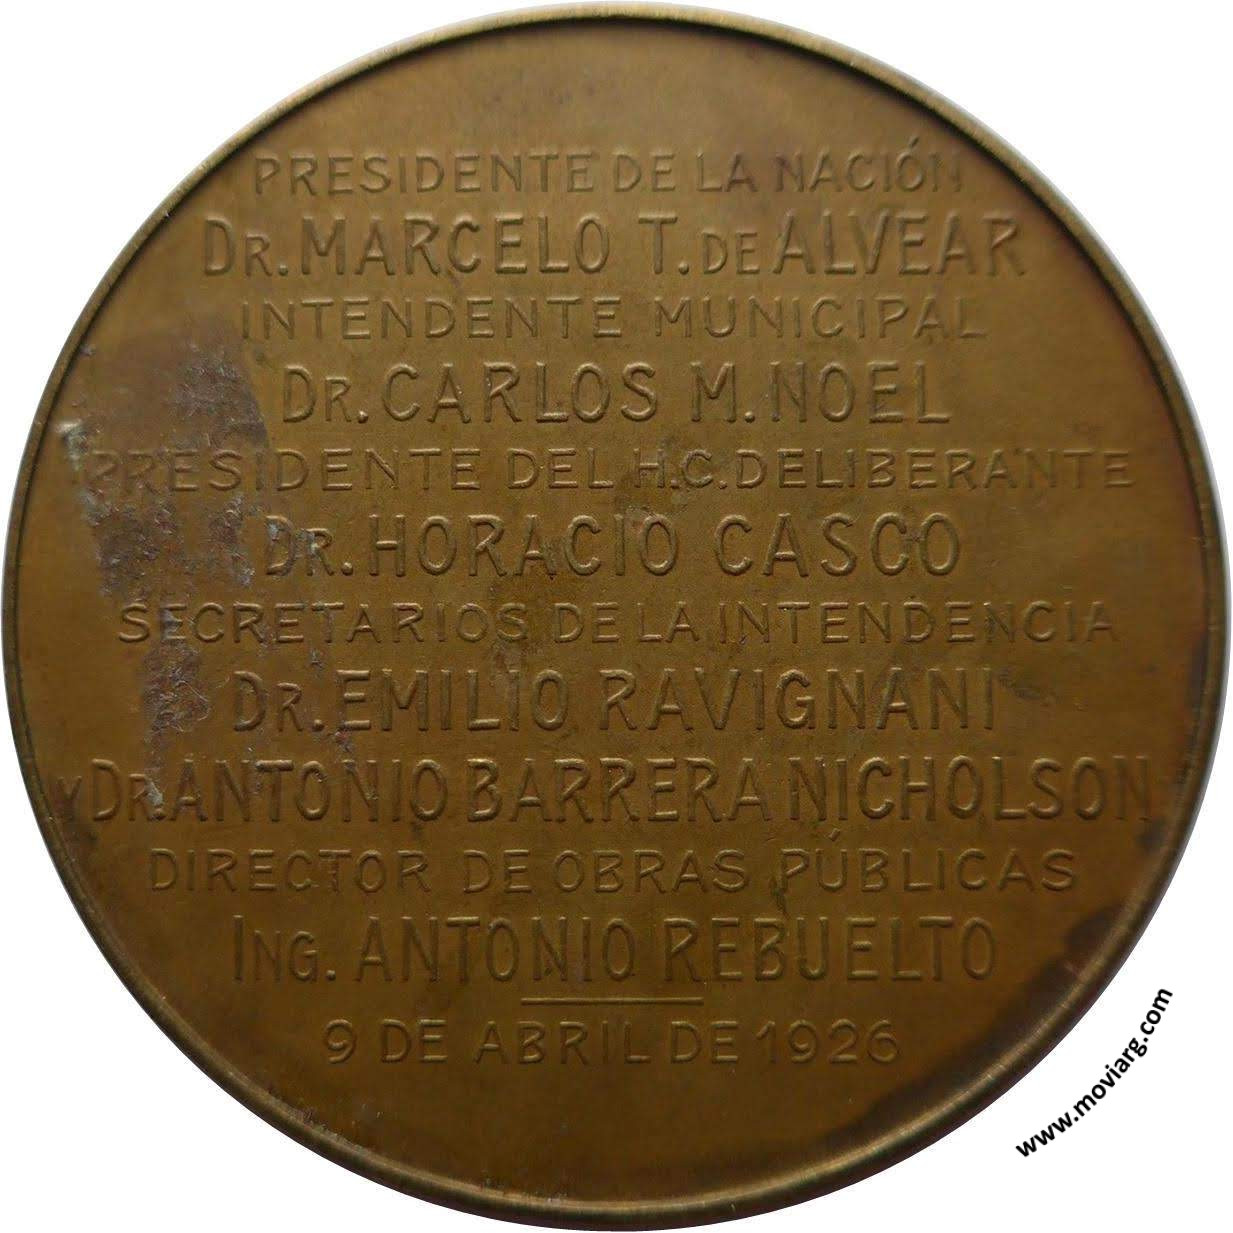 PRESIDENTE DE LA NACIÓN
DR. MARCELO T. DE ALVEAR
INTENDENTE MUNICIPAL
DR. CARLOS M. NOEL
PRESIDENTE DEL H.C. DELIBERANTE
DR. HORACIO CASCO
SECRETARIOS DE LA INTENDENCIA
DR. EMILIO RAVIGNANI
Y DR. ANTONIO BARRERA NICHOLSON
DIRECTOR DE OBRAS PÚBLICAS
ING. ANTONIO REBUELTO
9 DE ABRIL DE 1926
www.moviarg.com